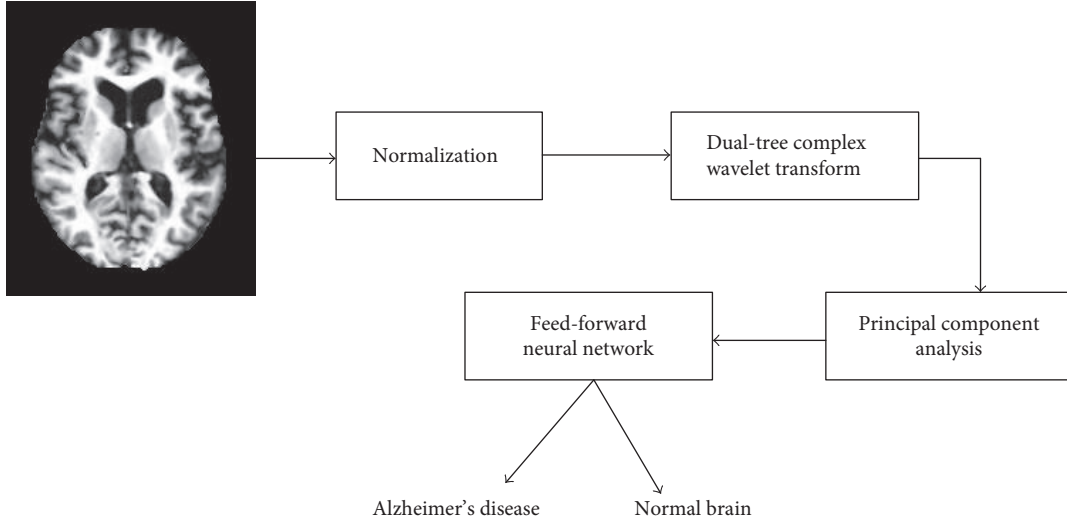 Normalization
Dual-tree complex
wavelet transform
Principal component
analysis
Feed-forward
neural network
Alzheimer's disease
Normal brain